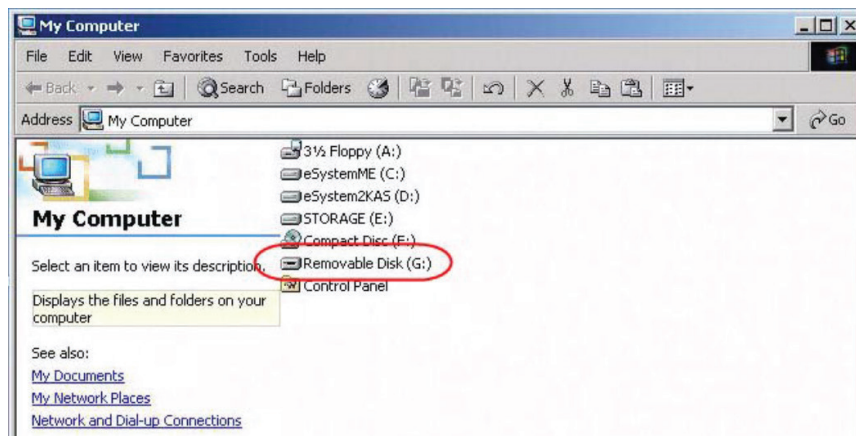 My Computer
File Edit View Favorites Tools Help
Back Search Folders
Address My Computer Go
3½ Floppy (A:)
eSystemME (C:)
eSystem2KAS (D:)
STORAGE (E:)
Compact Disc (F:)
Removable Disk (G:)
Control Panel
My Computer
Select an item to view its description.
Displays the files and folders on your
computer
See also:
My Documents
My Network Places
Network and Dial-up Connections